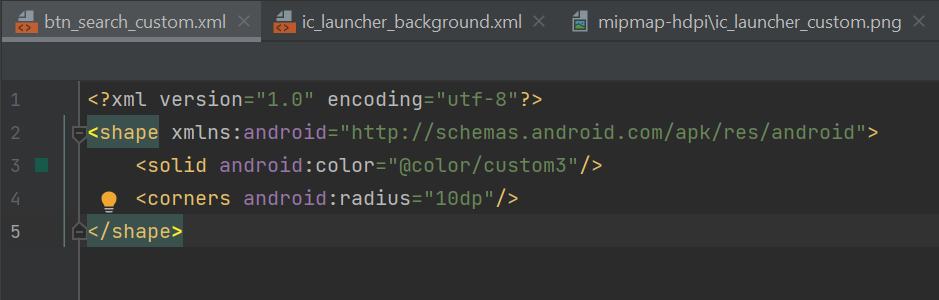 btn_search_custom.xml ic_launcher_background.xml mipmap-hdpi\ic_launcher_custom.png
1 <?xml version="1.0" encoding="utf-8"?>
2 <shape xmlns:android="http://schemas.android.com/apk/res/android">
3 <solid android:color="@color/custom3"/>
4 <corners android:radius="10dp"/>
5 </shape>